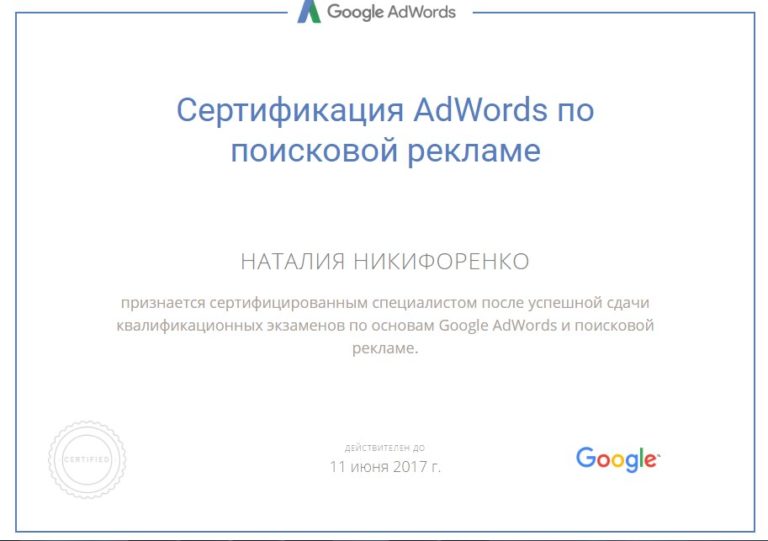 Google AdWords
Сертификация AdWords по
поисковой рекламе
НАТАЛИЯ НИКИФОРЕНКО
признается сертифицированным специалистом после успешной сдачи
квалификационных экзаменов по основам Google AdWords и поисковой
рекламе.
CERTIFIED
ДЕЙСТВИТЕЛЕН ДО
11 июня 2017 г.
Google